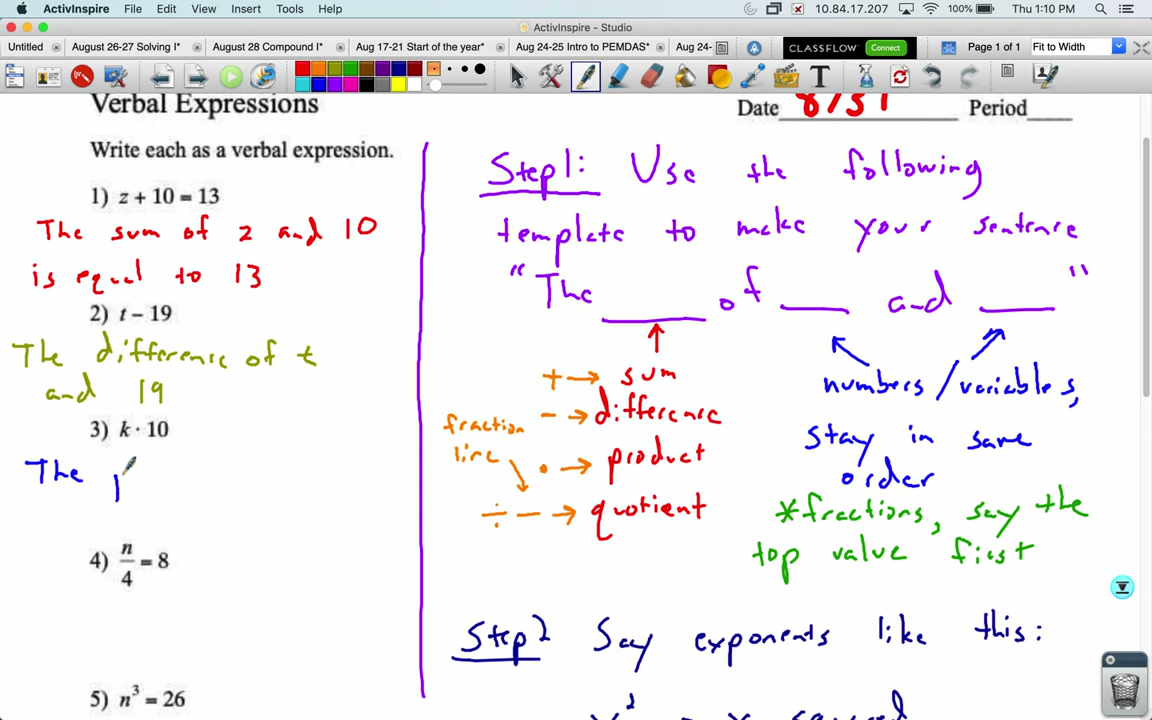 ActivInspire File Edit View Insert Tools Help 10.84.17.207 100% Thu 1:10 PM
ActivInspire - Studio
Untitled August 26-27 Solving I* August 28 Compound I* Aug 17-21 Start of the year* Aug 24-25 Intro to PEMDAS* Aug 24- CLASSFLOW Connect Page 1 of 1 Fit to Width
Verbal Expressions
Date 8/31 Period
Write each as a verbal expression.
1) z + 10 = 13
The sum of z and 10
is equal to 13
2) t − 19
The difference of t
and 19
3) k · 10
The p
4) n/4 = 8
5) n³ = 26
Step 1: Use the following
template to make your sentence
"The ____ of ____ and ____"
+ → sum
- → difference
· → product
÷ — → quotient
fraction
line
numbers/variables,
stay in same
order
*fractions, say the
top value first
Step 2 Say exponents like this: